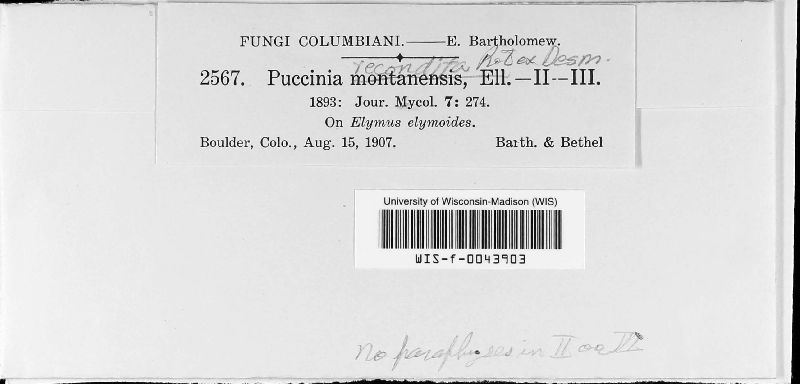 FUNGI COLUMBIANI.——E. Bartholomew.
recondita Rob ex Desm.
2567. Puccinia montanensis, Ell.—II—III.
1893: Jour. Mycol. 7: 274.
On Elymus elymoides.
Boulder, Colo., Aug. 15, 1907. Barth. & Bethel
University of Wisconsin-Madison (WIS)
WIS-f-0043903
No paraphyses in II or